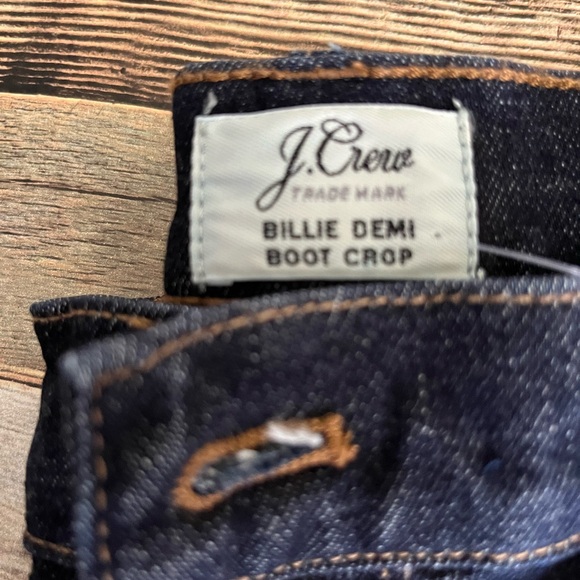 J.Crew
TRADE MARK
BILLIE DEMI
BOOT CROP